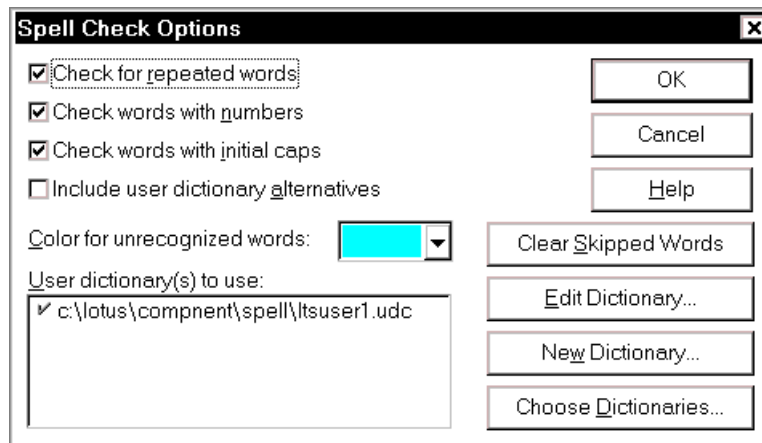 Spell Check Options
Check for repeated words
Check words with numbers
Check words with initial caps
Include user dictionary alternatives
Color for unrecognized words:
User dictionary(s) to use:
c:\lotus\compnent\spell\ltsuser1.udc
OK
Cancel
Help
Clear Skipped Words
Edit Dictionary...
New Dictionary...
Choose Dictionaries...